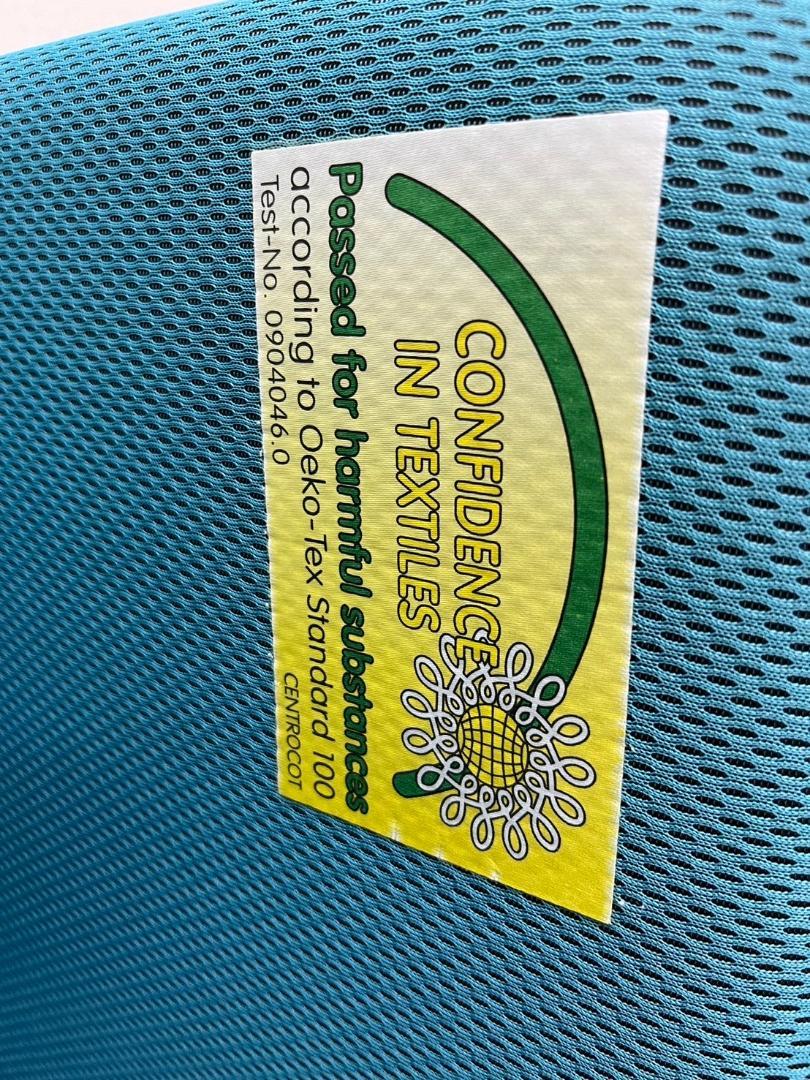 CONFIDENCE
IN TEXTILES
Passed for harmful substances
according to Oeko-Tex Standard 100
Test-No. 0904046.0 CENTROCOT